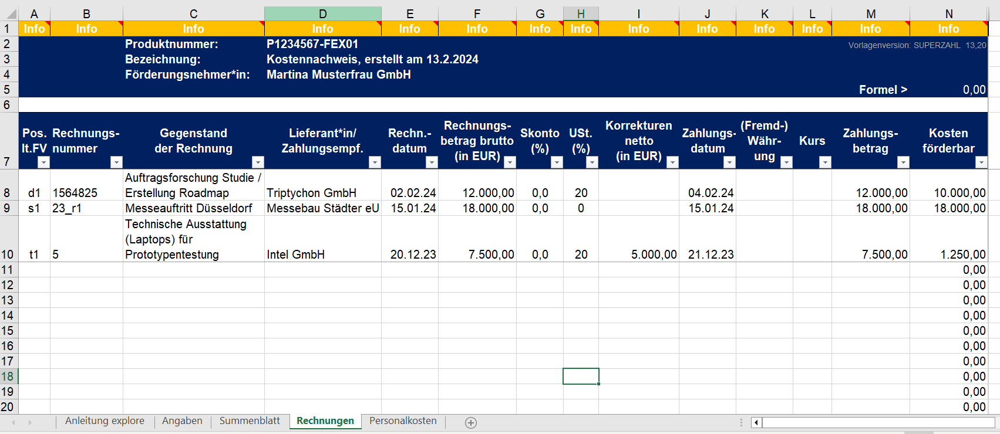 A B C D E F G H I J K L M N
1 Info Info Info Info Info Info Info Info Info Info Info Info Info Info
2 Produktnummer: P1234567-FEX01 Vorlagenversion: SUPERZAHL 13,20
3 Bezeichnung: Kostennachweis, erstellt am 13.2.2024
4 Förderungsnehmer*in: Martina Musterfrau GmbH
5 Formel > 0,00
6
7 Pos. lt.FV Rechnungs-nummer Gegenstand der Rechnung Lieferant*in/ Zahlungsempf. Rechn.-datum Rechnungs-betrag brutto (in EUR) Skonto (%) USt. (%) Korrekturen netto (in EUR) Zahlungs-datum (Fremd-) Währ-ung Kurs Zahlungs-betrag Kosten förderbar
8 d1 1564825 Auftragsforschung Studie / Erstellung Roadmap Triptychon GmbH 02.02.24 12.000,00 0,0 20 04.02.24 12.000,00 10.000,00
9 s1 23_r1 Messeauftritt Düsseldorf Messebau Städter eU 15.01.24 18.000,00 0,0 0 15.01.24 18.000,00 18.000,00
10 t1 5 Technische Ausstattung (Laptops) für Prototypentestung Intel GmbH 20.12.23 7.500,00 0,0 20 5.000,00 21.12.23 7.500,00 1.250,00
11 0,00
12 0,00
13 0,00
14 0,00
15 0,00
16 0,00
17 0,00
18 0,00
19 0,00
20 0,00
Anleitung explore Angaben Summenblatt Rechnungen Personalkosten